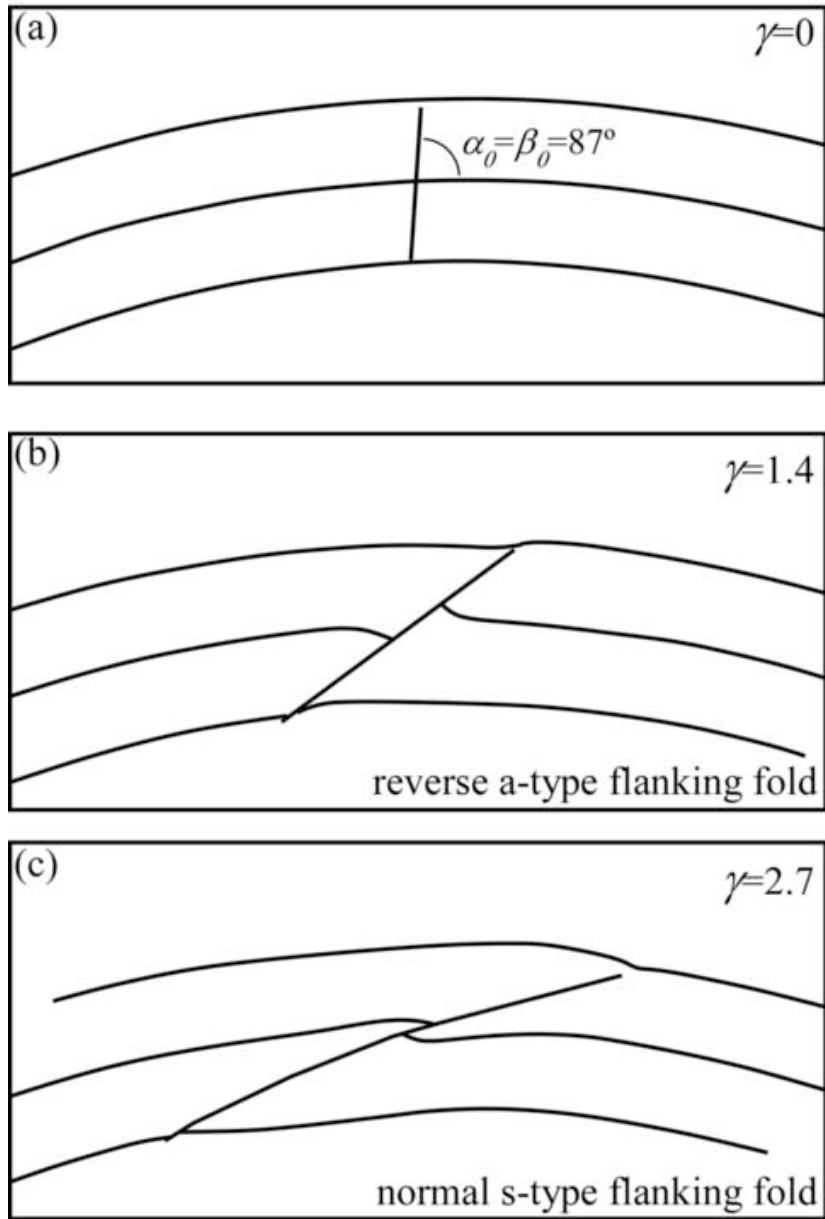 (a)
γ=0
α₀=β₀=87º
(b)
γ=1.4
reverse a-type flanking fold
(c)
γ=2.7
normal s-type flanking fold